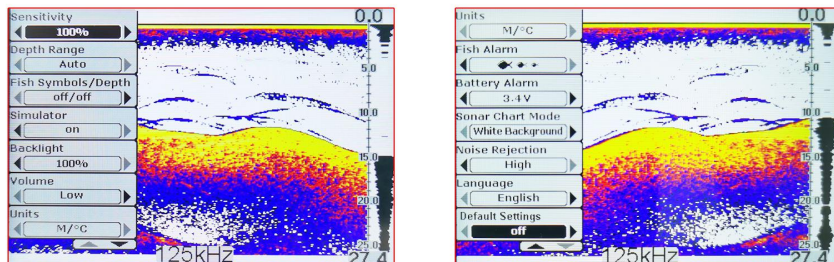 Sensitivity
100%
Depth Range
Auto
Fish Symbols/Depth
off/off
Simulator
on
Backlight
100%
Volume
Low
Units
M/°C
0.0
5.0
10.0
15.0
20.0
25.0
125kHz
27.4
Units
M/°C
Fish Alarm
Battery Alarm
3.4V
Sonar Chart Mode
White Background
Noise Rejection
High
Language
English
Default Settings
off
0.0
5.0
10.0
15.0
20.0
25.0
125kHz
27.4